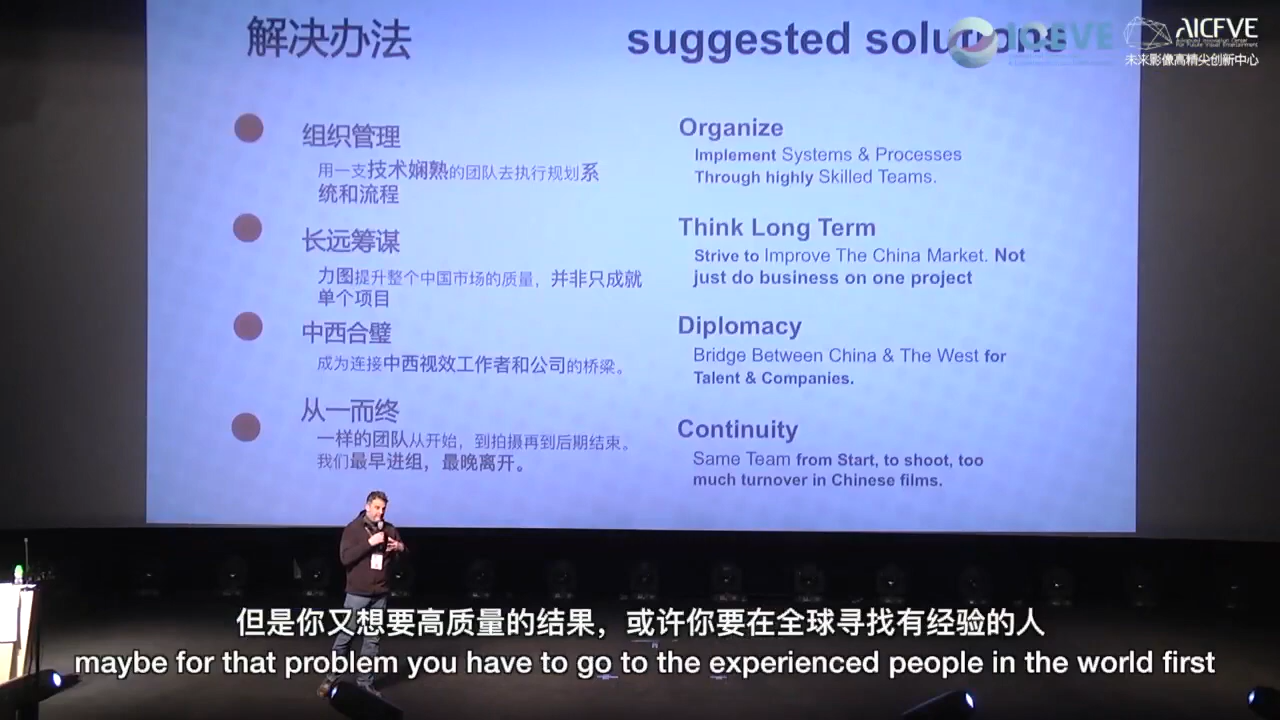 解决办法
suggested solutions
ICEVE
AICFVE
Advanced Innovation Center
For Future Visual Entertainment
未来影像高精尖创新中心
组织管理
用一支技术娴熟的团队去执行规划系
统和流程
长远筹谋
力图提升整个中国市场的质量，并非只成就
单个项目
中西合璧
成为连接中西视效工作者和公司的桥梁。
从一而终
一样的团队从开始，到拍摄再到后期结束。
我们最早进组，最晚离开。
Organize
Implement Systems & Processes
Through highly Skilled Teams.
Think Long Term
Strive to Improve The China Market. Not
just do business on one project
Diplomacy
Bridge Between China & The West for
Talent & Companies.
Continuity
Same Team from Start, to shoot, too
much turnover in Chinese films.
但是你又想要高质量的结果，或许你要在全球寻找有经验的人
maybe for that problem you have to go to the experienced people in the world first